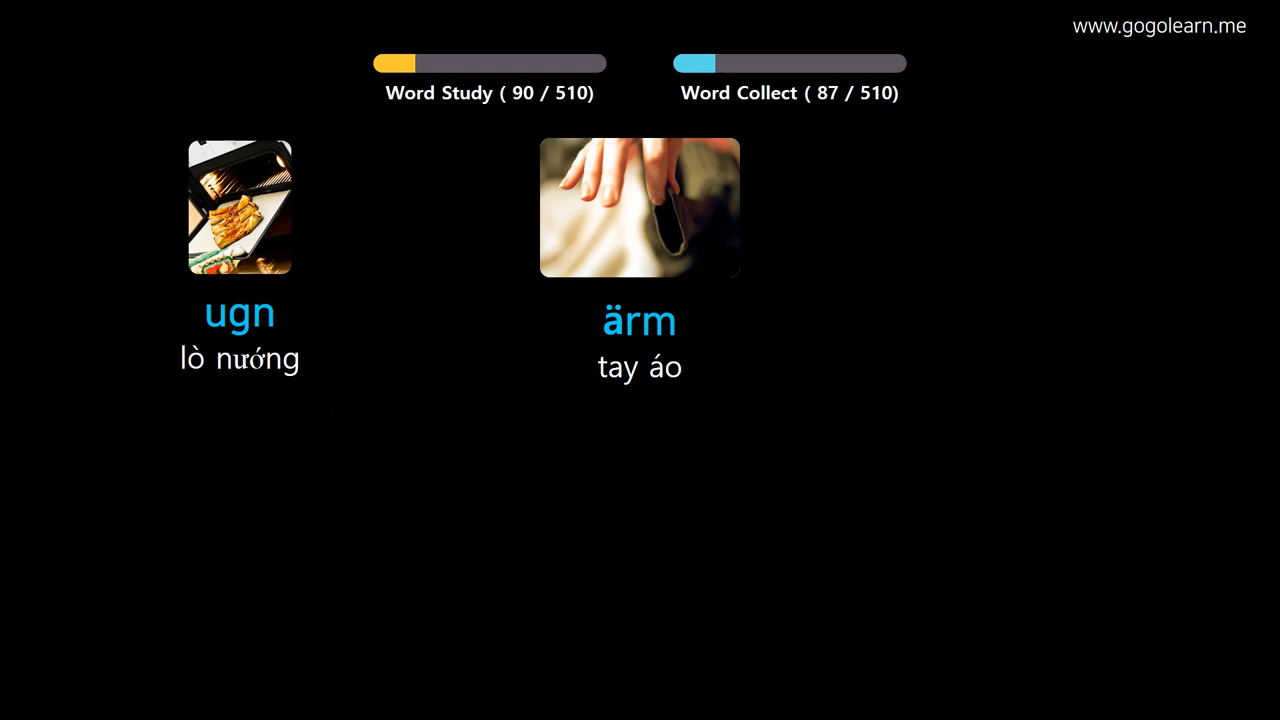 www.gogolearn.me
Word Study ( 90 / 510)
Word Collect ( 87 / 510)
ugn
lò nướng
ärm
tay áo